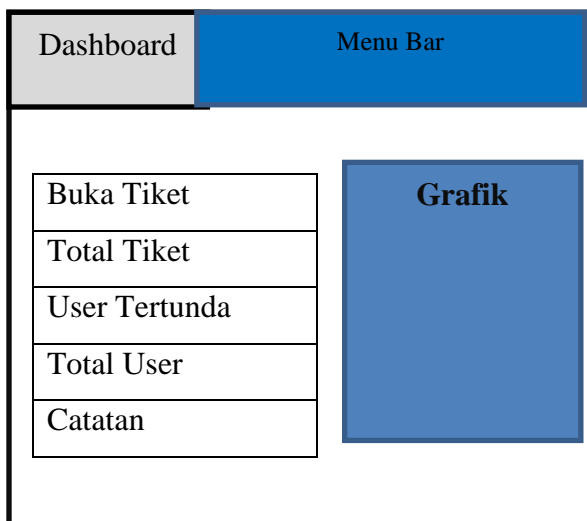 Dashboard
Menu Bar
Buka Tiket
Total Tiket
User Tertunda
Total User
Catatan
Grafik